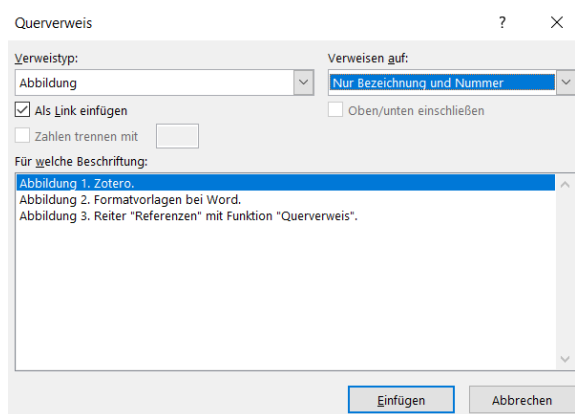 Querverweis ? ×
Verweistyp: Verweisen auf:
Abbildung Nur Bezeichnung und Nummer
Als Link einfügen Oben/unten einschließen
Zahlen trennen mit
Für welche Beschriftung:
Abbildung 1. Zotero.
Abbildung 2. Formatvorlagen bei Word.
Abbildung 3. Reiter "Referenzen" mit Funktion "Querverweis".
Einfügen Abbrechen